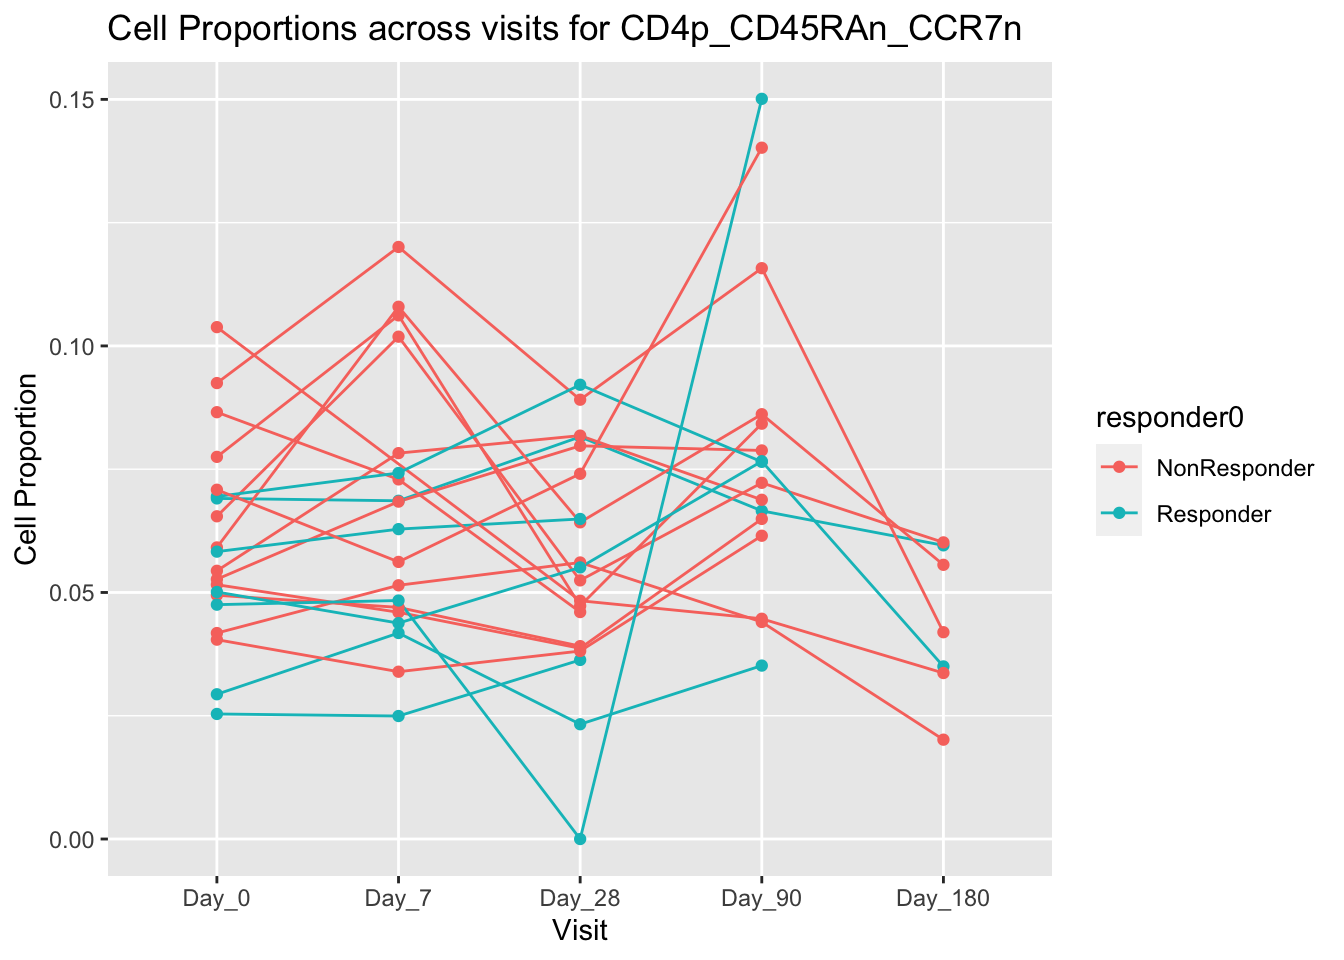 Cell Proportions across visits for CD4p_CD45RAn_CCR7n
0.15
0.10
0.05
0.00
Cell Proportion
Day_0 Day_7 Day_28 Day_90 Day_180
Visit
responder0
NonResponder
Responder